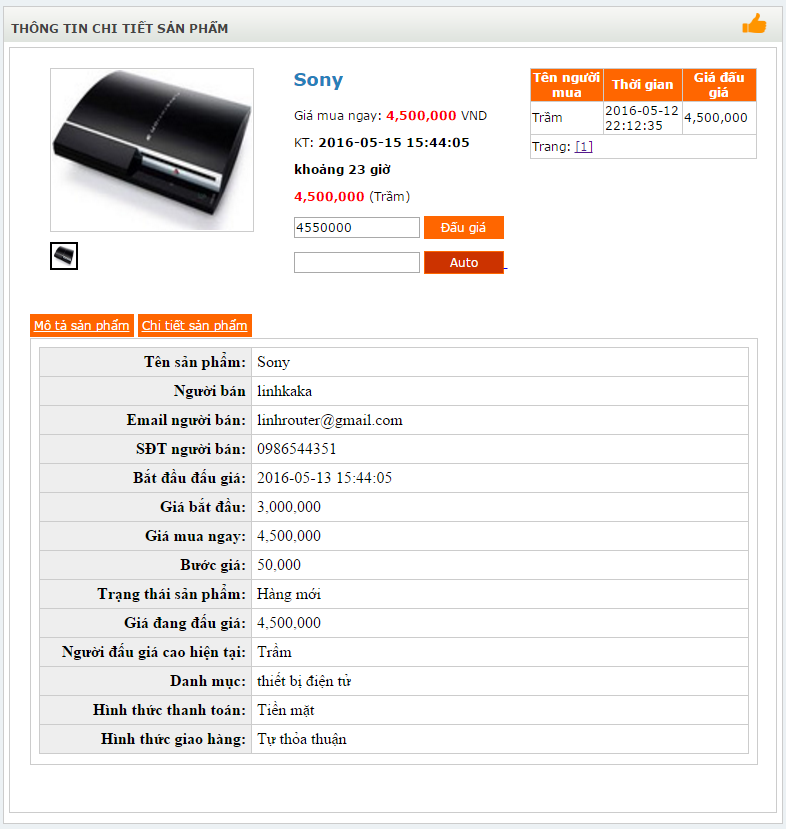 THÔNG TIN CHI TIẾT SẢN PHẨM
Sony
Giá mua ngay: 4,500,000 VND
KT: 2016-05-15 15:44:05
khoảng 23 giờ
4,500,000 (Trầm)
4550000 Đấu giá
Auto
Tên người mua Thời gian Giá đấu giá
Trầm 2016-05-12 22:12:35 4,500,000
Trang: [1]
Mô tả sản phẩm Chi tiết sản phẩm
Tên sản phẩm: Sony
Người bán linhkaka
Email người bán: linhrouter@gmail.com
SĐT người bán: 0986544351
Bắt đầu đấu giá: 2016-05-13 15:44:05
Giá bắt đầu: 3,000,000
Giá mua ngay: 4,500,000
Bước giá: 50,000
Trạng thái sản phẩm: Hàng mới
Giá đang đấu giá: 4,500,000
Người đấu giá cao hiện tại: Trầm
Danh mục: thiết bị điện tử
Hình thức thanh toán: Tiền mặt
Hình thức giao hàng: Tự thỏa thuận